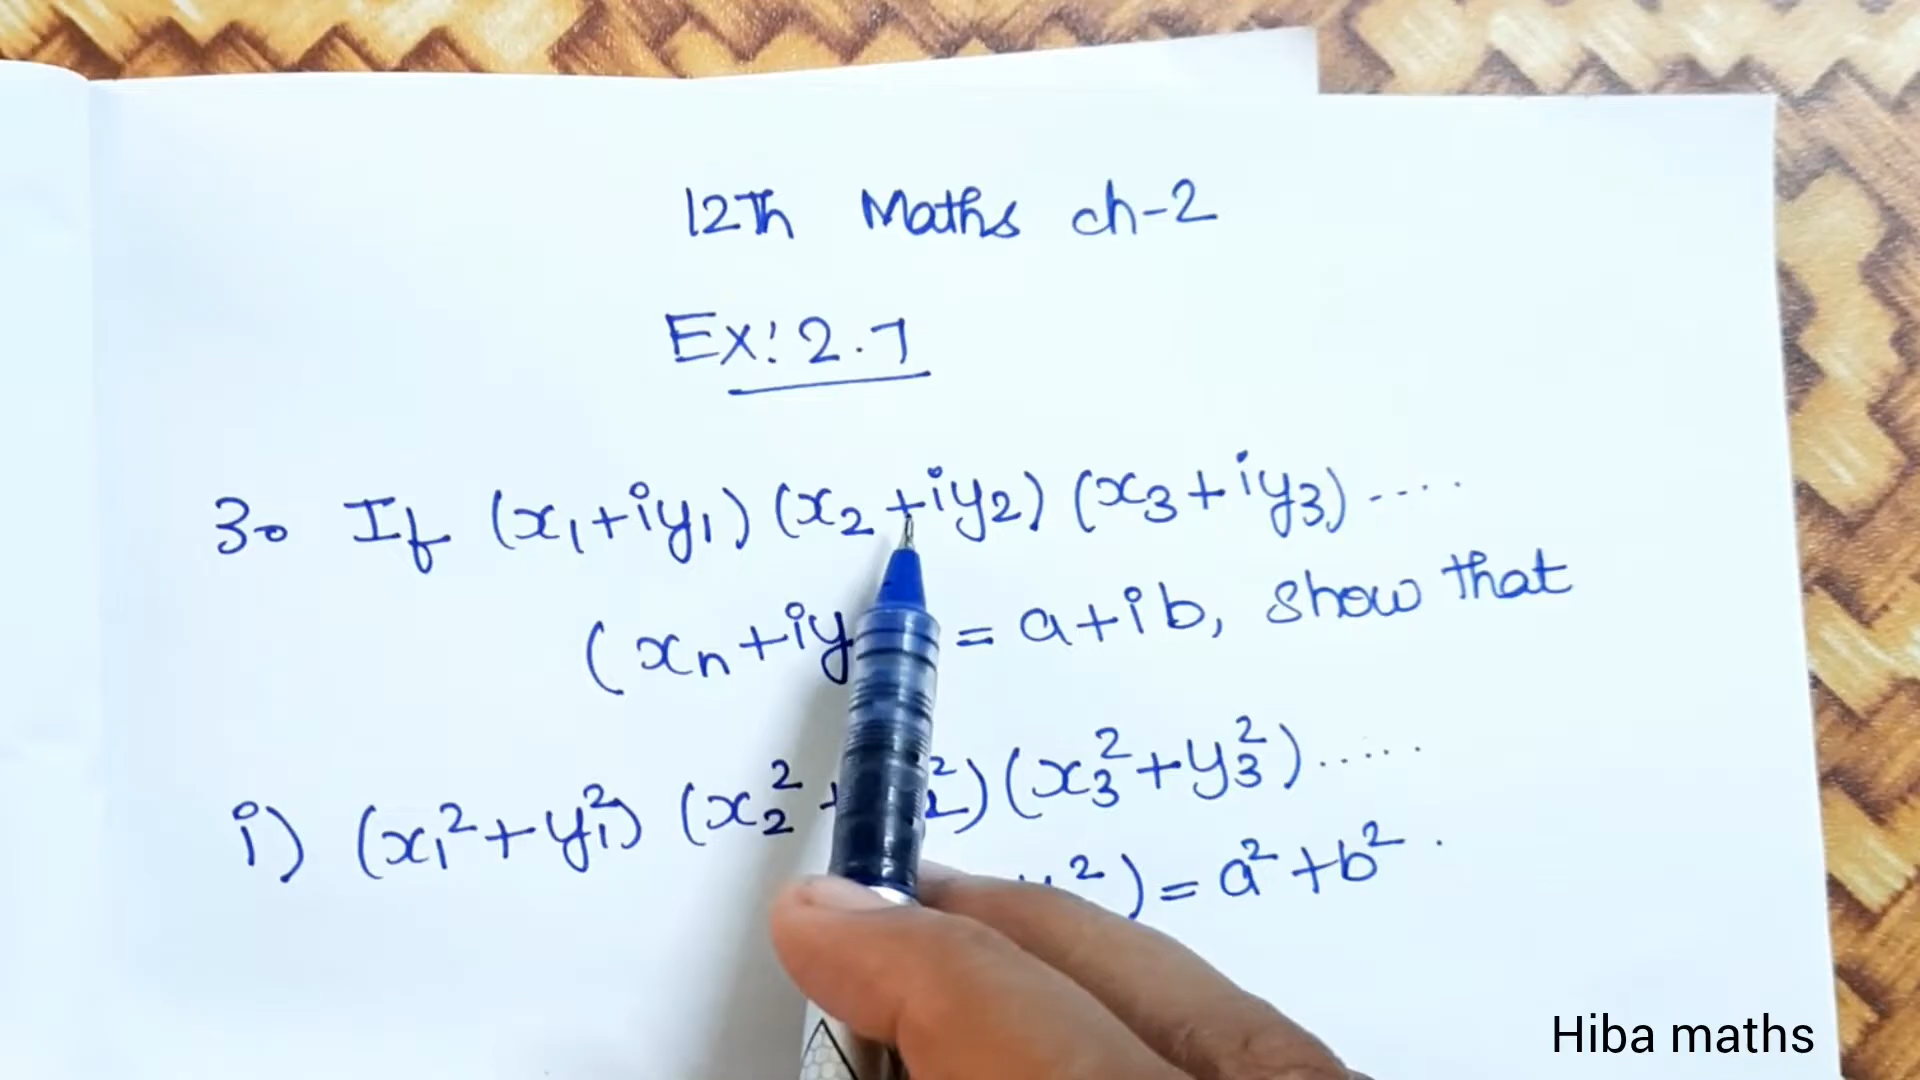 12Th Maths ch-2
Ex: 2.7
3. If (x₁+iy₁) (x₂+iy₂) (x₃+iy₃) ....
(xₙ+iy = a+ib, show that
i) (x₁²+y₁²) (x₂²+ ²) (x₃²+y₃²) .....
²) = a²+b².
Hiba maths